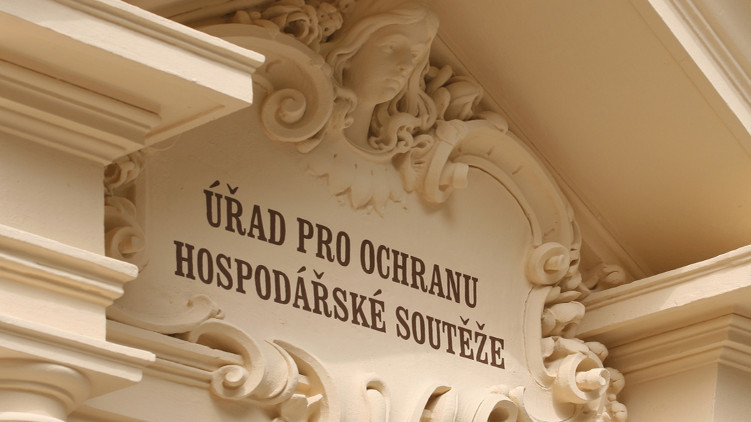 ÚŘAD PRO OCHRANU
HOSPODÁŘSKÉ SOUTĚŽE